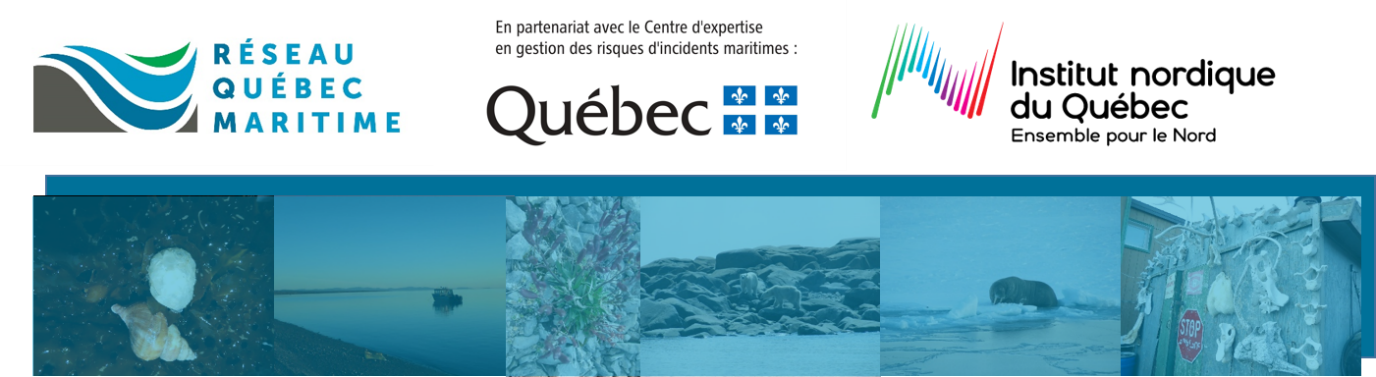 RÉSEAU
QUÉBEC
MARITIME
En partenariat avec le Centre d'expertise
en gestion des risques d'incidents maritimes :
Québec
Institut nordique
du Québec
Ensemble pour le Nord
STOP